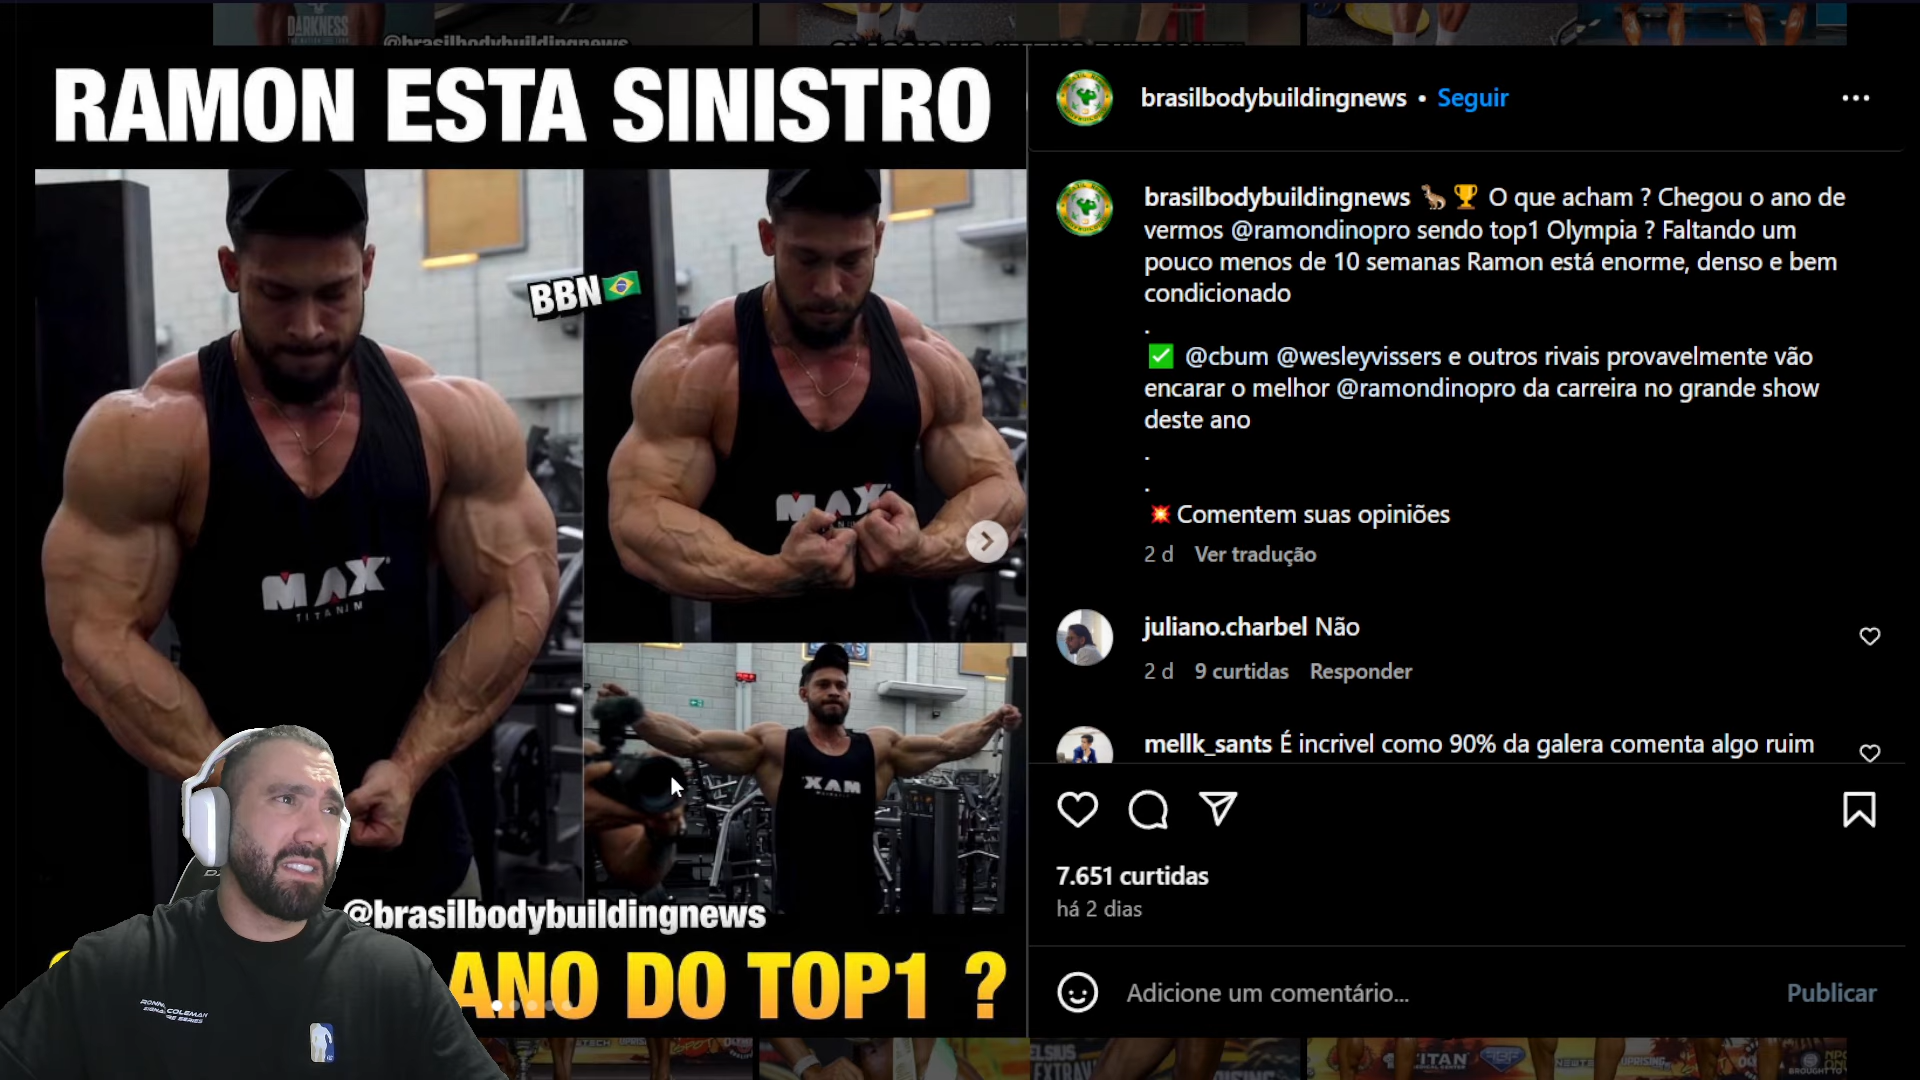 DARKNESS
@brasilbodybuildingnews
RAMON ESTA SINISTRO
BBN
MAX
TITANIUM
MAX
MAX
@brasilbodybuildingnews
ANO DO TOP1 ?
COLEMAN
brasilbodybuildingnews • Seguir
brasilbodybuildingnews 🦖🏆 O que acham ? Chegou o ano de
vermos @ramondinopro sendo top1 Olympia ? Faltando um
pouco menos de 10 semanas Ramon está enorme, denso e bem
condicionado
.
✅ @cbum @wesleyvissers e outros rivais provavelmente vão
encarar o melhor @ramondinopro da carreira no grande show
deste ano
.
.
💥 Comentem suas opiniões
2 d Ver tradução
juliano.charbel Não
2 d 9 curtidas Responder
mellk_sants É incrivel como 90% da galera comenta algo ruim
7.651 curtidas
há 2 dias
Adicione um comentário...
Publicar